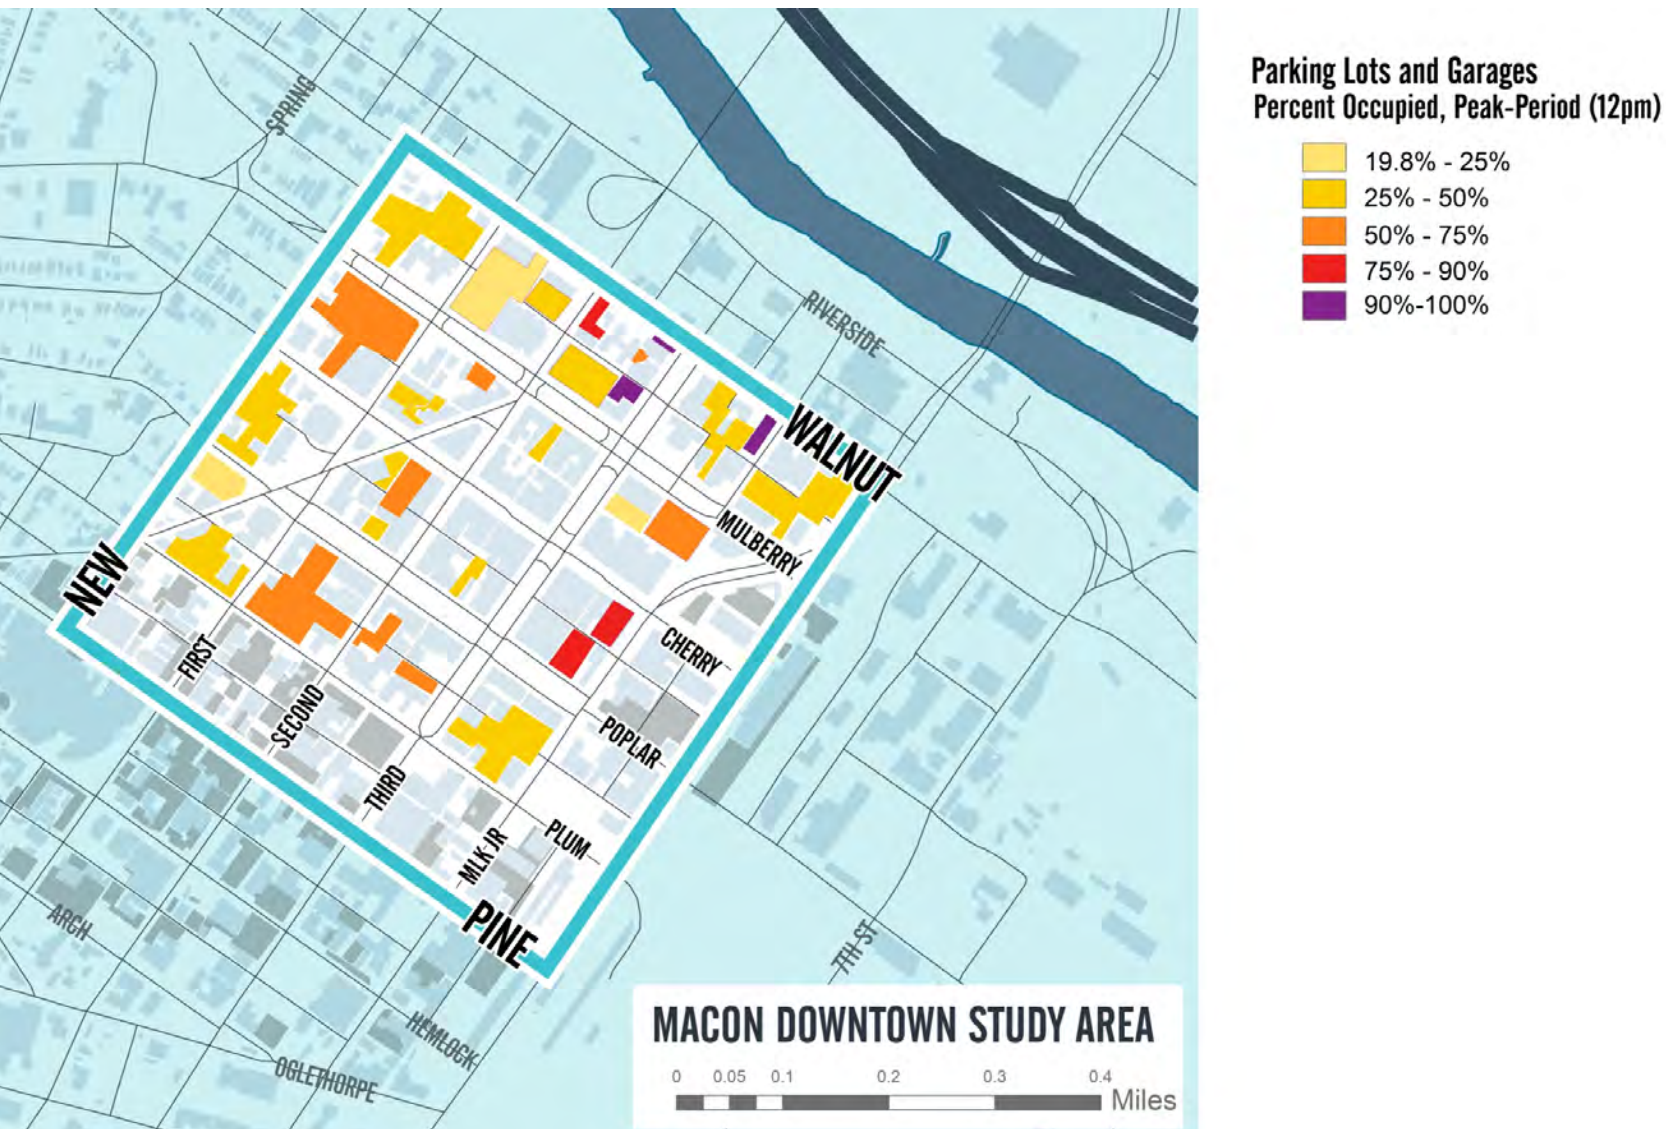 Parking Lots and Garages
Percent Occupied, Peak-Period (12pm)
19.8% - 25%
25% - 50%
50% - 75%
75% - 90%
90%-100%
SPRING
RIVERSIDE
WALNUT
MULBERRY
NEW
CHERRY
FIRST
SECOND
POPLAR
THIRD
PLUM
MLK JR
PINE
ARCH
7TH ST
HEMLOCK
OGLETHORPE
MACON DOWNTOWN STUDY AREA
0 0.05 0.1 0.2 0.3 0.4
Miles